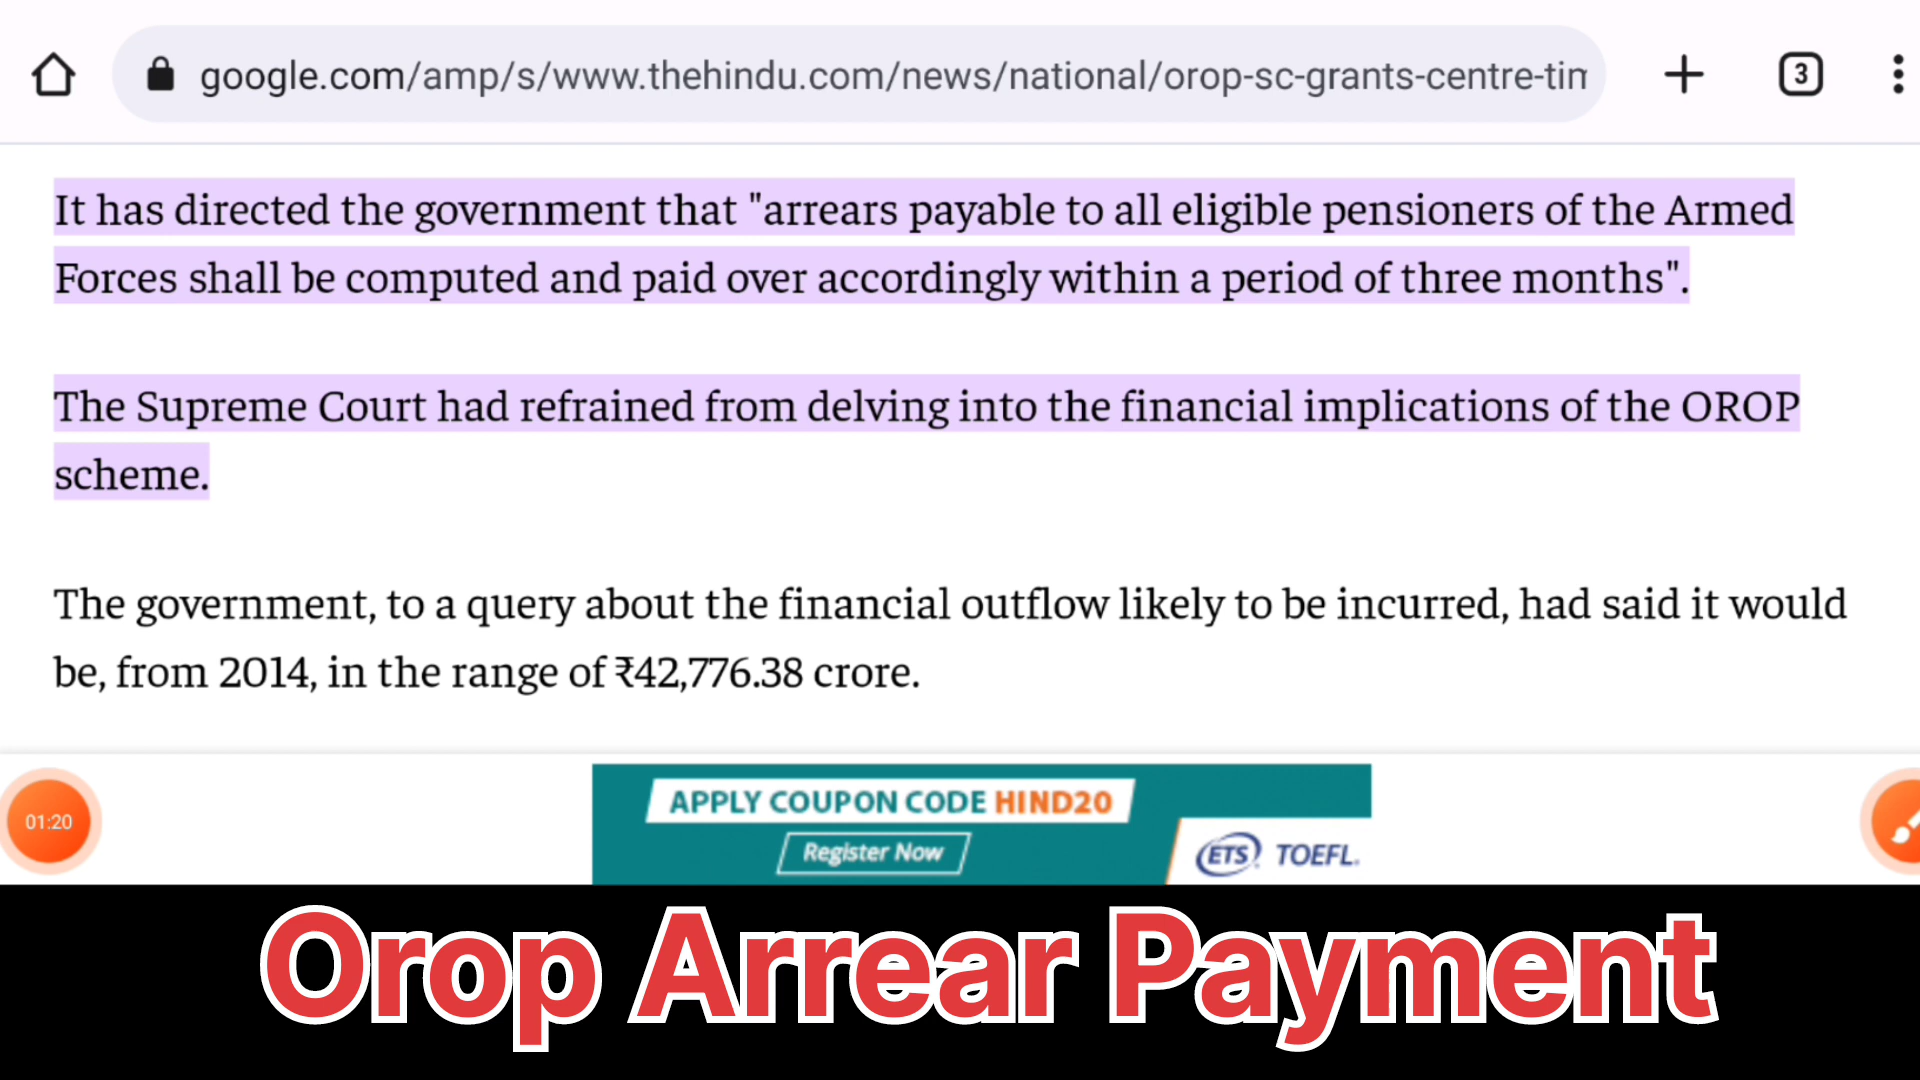 google.com/amp/s/www.thehindu.com/news/national/orop-sc-grants-centre-tim
3
It has directed the government that "arrears payable to all eligible pensioners of the Armed
Forces shall be computed and paid over accordingly within a period of three months".
The Supreme Court had refrained from delving into the financial implications of the OROP
scheme.
The government, to a query about the financial outflow likely to be incurred, had said it would
be, from 2014, in the range of ₹42,776.38 crore.
01:20
APPLY COUPON CODE HIND20
Register Now
ETS TOEFL.
Orop Arrear Payment